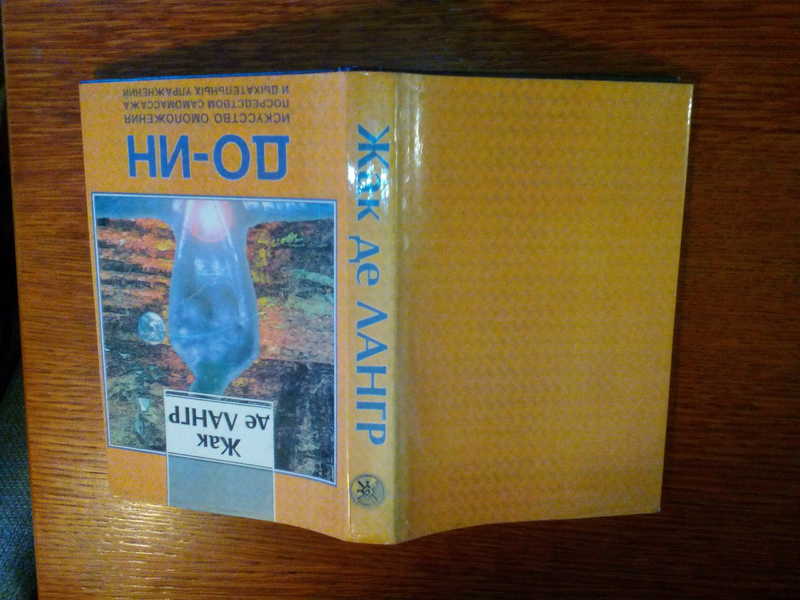 Жак
де ЛАНГР
ДО-ИН
ИСКУССТВО ОМОЛОЖЕНИЯ
ПОСРЕДСТВОМ САМОМАССАЖА
И ДЫХАТЕЛЬНЫХ УПРАЖНЕНИЙ
Жак де ЛАНГР